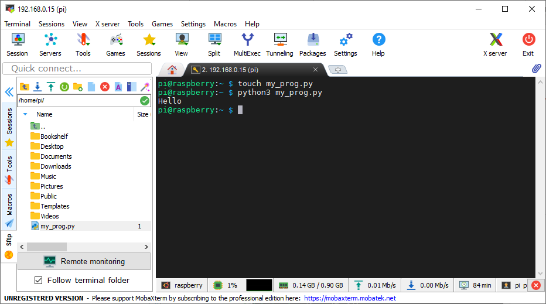 192.168.0.15 (pi)
Terminal Sessions View X server Tools Games Settings Macros Help
Session Servers Tools Games Sessions View Split MultiExec Tunneling Packages Settings Help X server Exit
Quick connect...
2. 192.168.0.15 (pi)
/home/pi/
Name Size
..
Bookshelf
Desktop
Documents
Downloads
Music
Pictures
Public
Templates
Videos
my_prog.py 1
Sessions
Tools
Macros
Sftp
Remote monitoring
Follow terminal folder
pi@raspberry:~ $ touch my_prog.py
pi@raspberry:~ $ python3 my_prog.py
Hello
pi@raspberry:~ $
raspberry 1% 0,14 GB / 0,90 GB 0.01 Mb/s 0.00 Mb/s 84 min pi p
UNREGISTERED VERSION - Please support MobaXterm by subscribing to the professional edition here: https://mobaxterm.mobatek.net